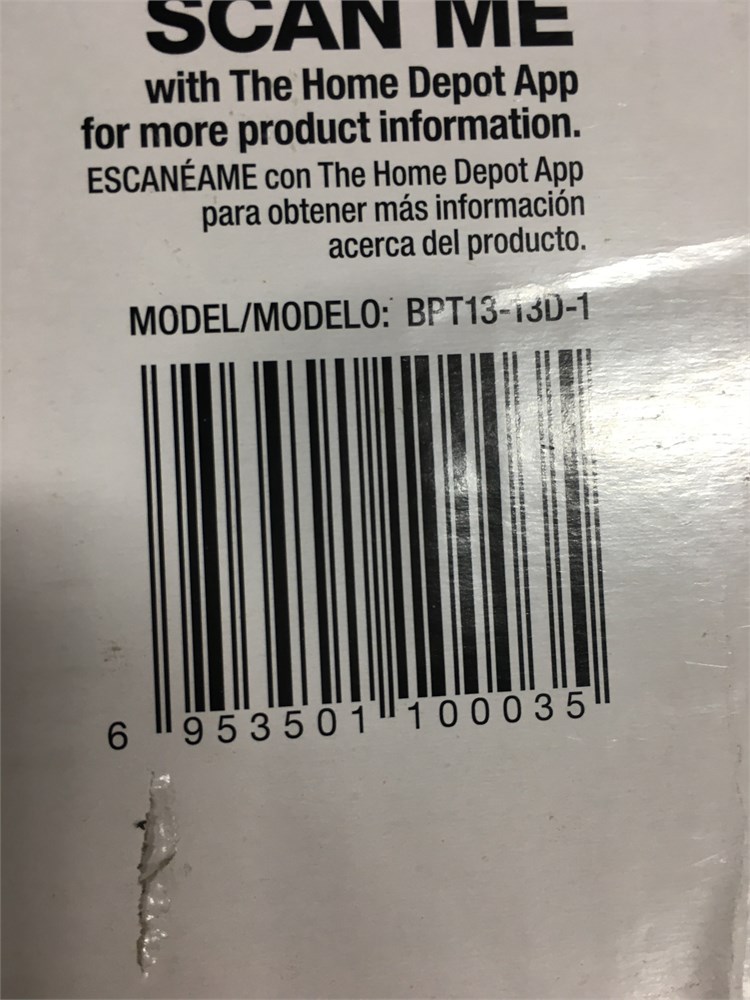 SCAN ME
with The Home Depot App
for more product information.
ESCANÉAME con The Home Depot App
para obtener más información
acerca del producto.
MODEL/MODELO: BPT13-13D-1
6 953501 100035